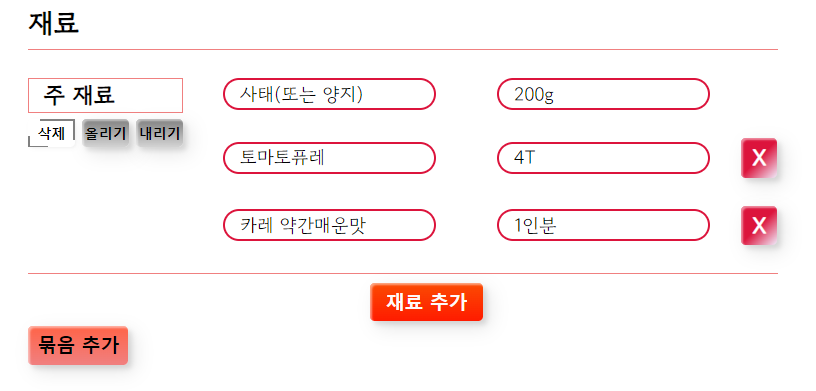 재료
주 재료 사태(또는 양지) 200g
삭제 올리기 내리기
토마토퓨레 4T X
카레 약간매운맛 1인분 X
재료 추가
묶음 추가